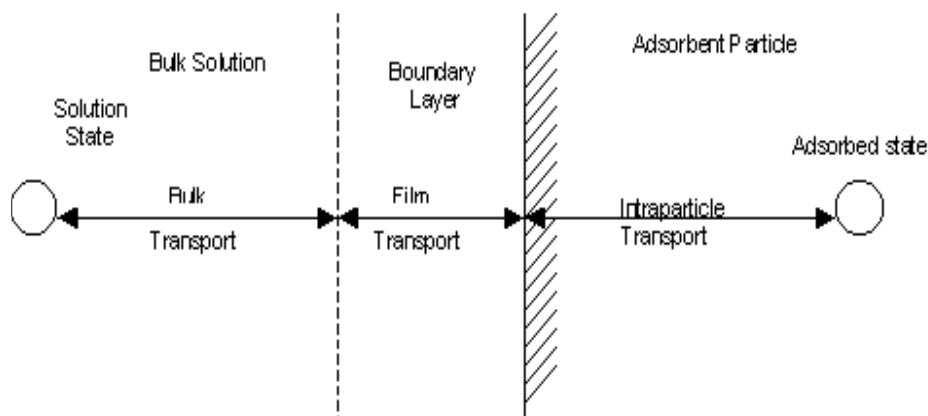 Bulk Solution
Boundary
Layer
Adsorbent Particle
Solution
State
Adsorbed state
Bulk
Transport
Film
Transport
Intraparticle
Transport